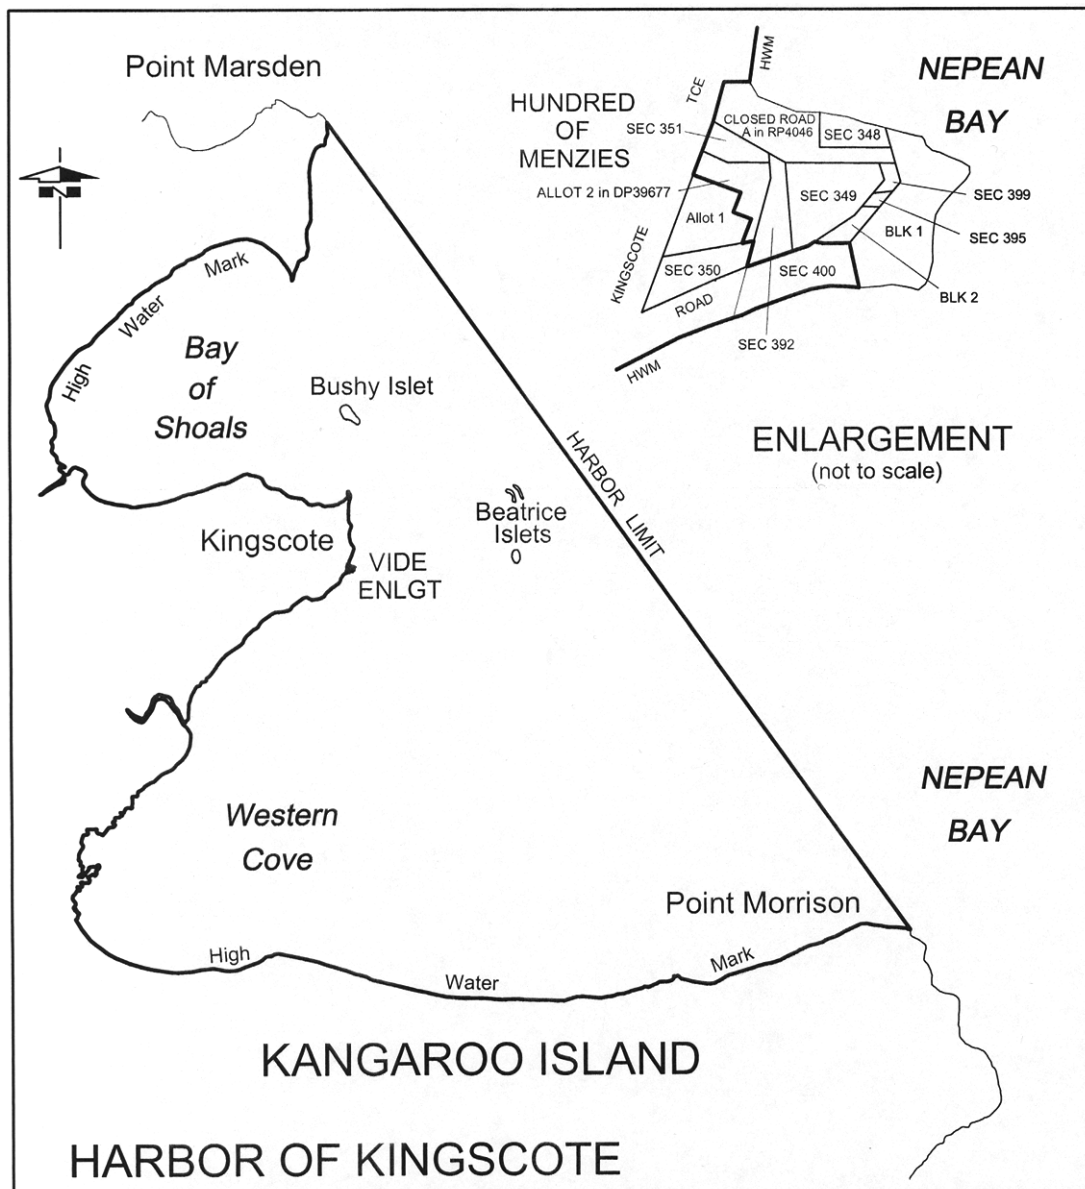 Point Marsden
HUNDRED
OF
MENZIES
NEPEAN
BAY
HWM
TCE
SEC 351
CLOSED ROAD
A in RP4046
SEC 348
ALLOT 2 in DP39677
SEC 349
SEC 399
Allot 1
BLK 1
SEC 395
KINGSCOTE
SEC 350
SEC 400
ROAD
BLK 2
SEC 392
HWM
ENLARGEMENT
(not to scale)
High
Water
Mark
Bay
of
Shoals
Bushy Islet
HARBOR LIMIT
Beatrice
Islets
Kingscote
VIDE
ENLGT
Western
Cove
NEPEAN
BAY
Point Morrison
High
Water
Mark
KANGAROO ISLAND
HARBOR OF KINGSCOTE